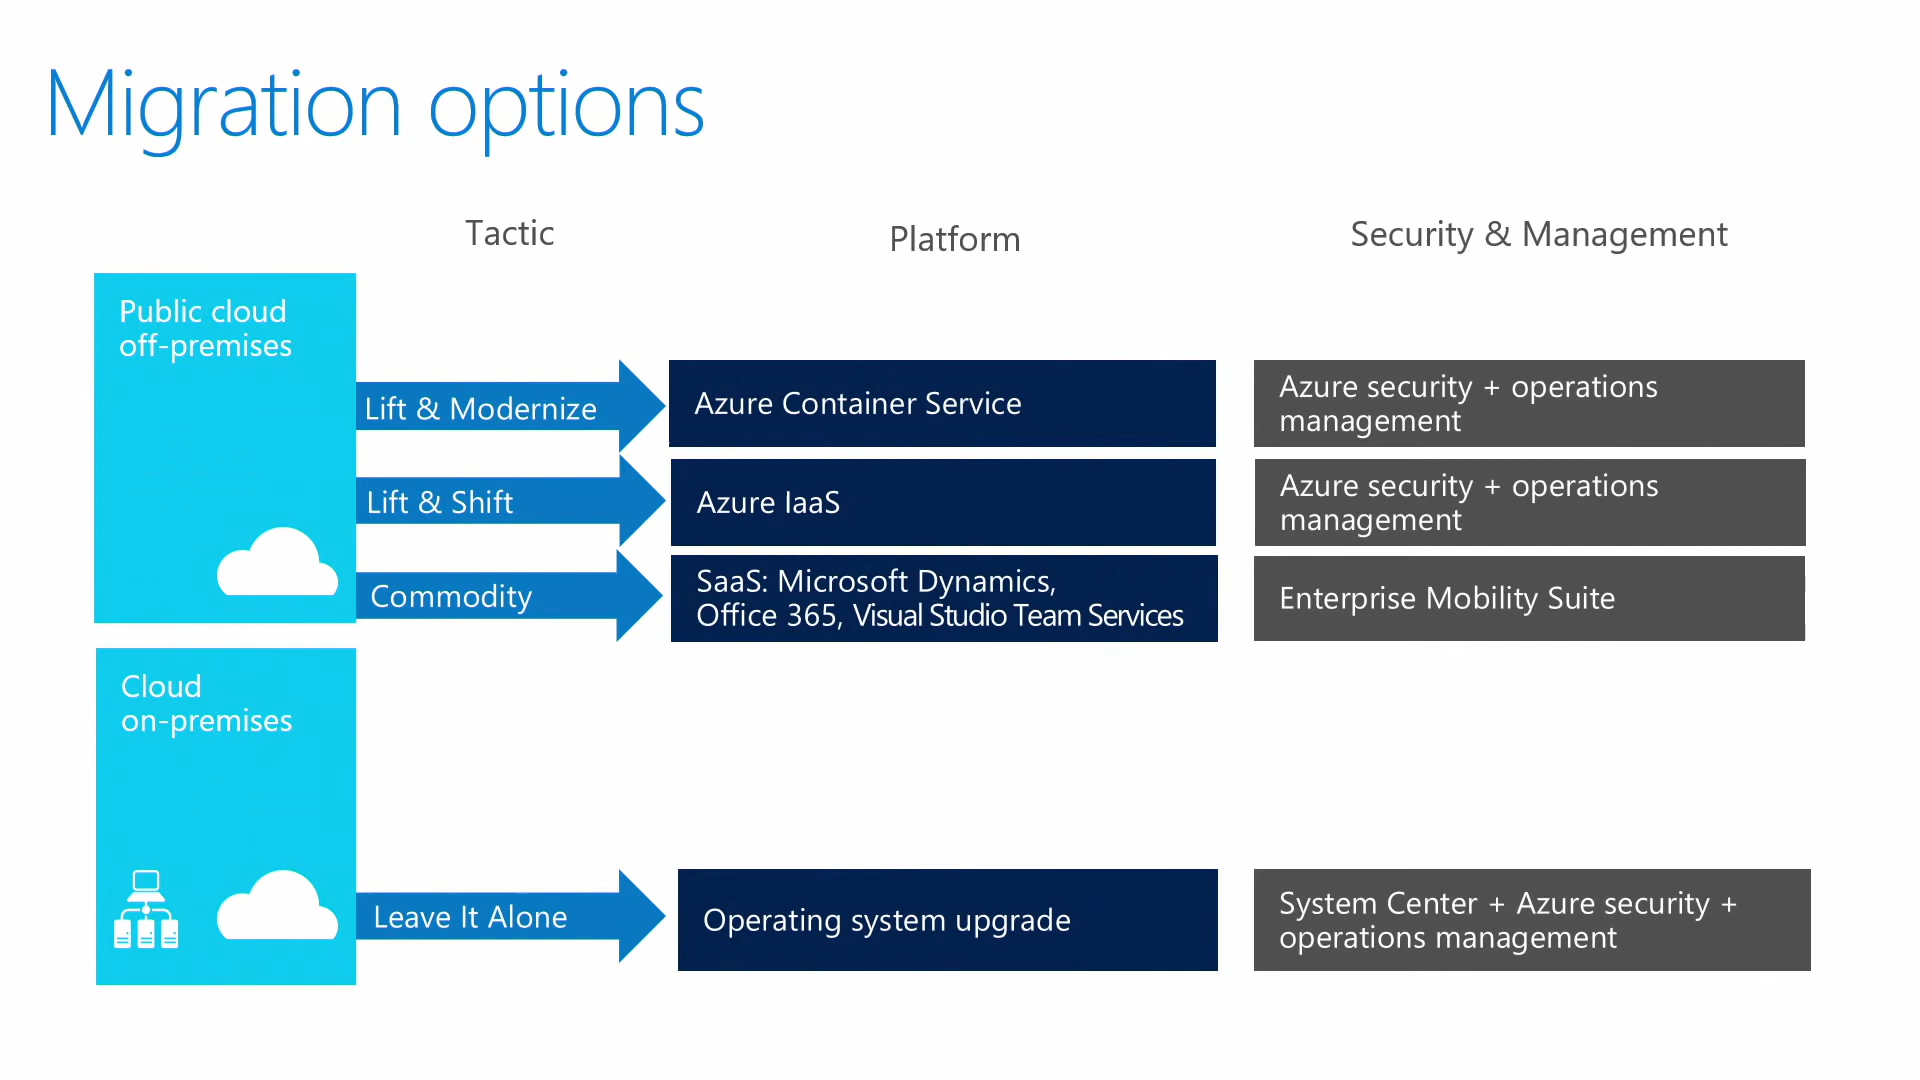 Migration options
Tactic
Platform
Security & Management
Public cloud
off-premises
Lift & Modernize
Azure Container Service
Azure security + operations
management
Lift & Shift
Azure IaaS
Azure security + operations
management
Commodity
SaaS: Microsoft Dynamics,
Office 365, Visual Studio Team Services
Enterprise Mobility Suite
Cloud
on-premises
Leave It Alone
Operating system upgrade
System Center + Azure security +
operations management